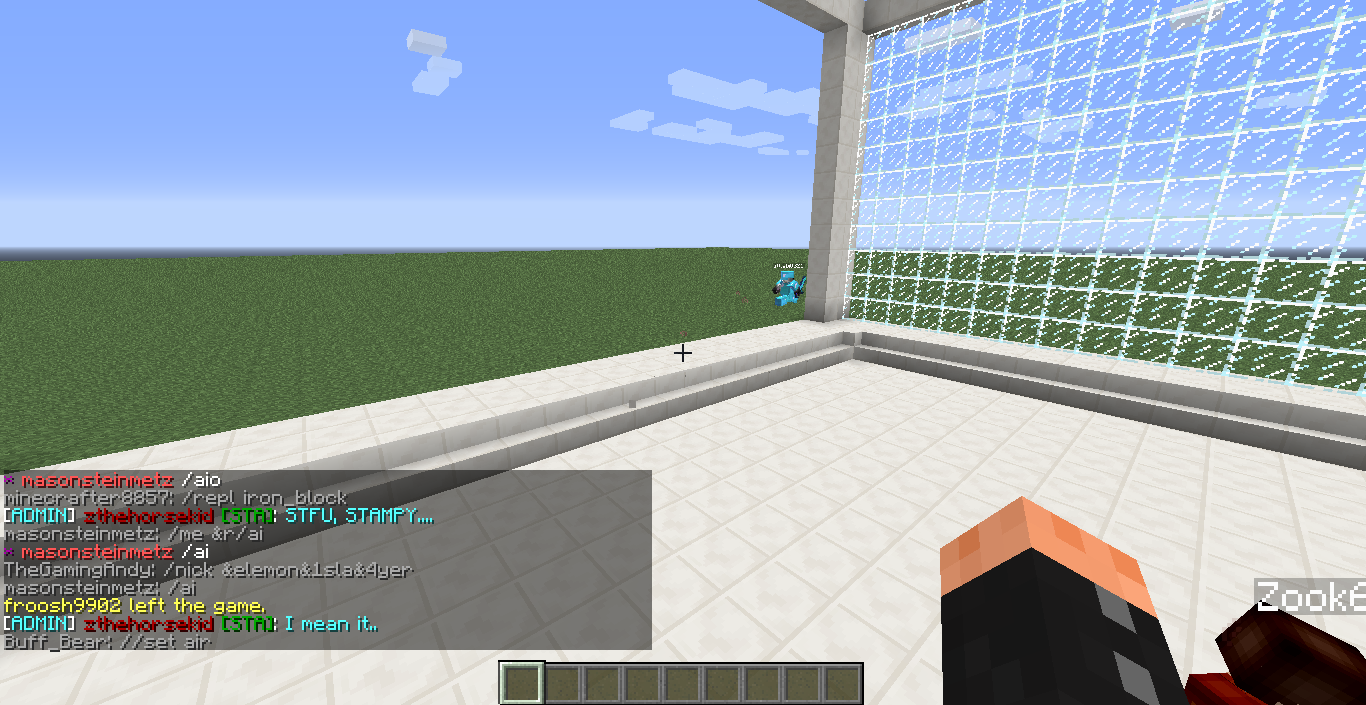 * masonsteinmetz /aio
minecrafter8857: /repl iron_block
[ADMIN] zthehorsekid [STA]: STFU, STAMPY....
masonsteinmetz: /me &r/ai
* masonsteinmetz /ai
TheGamingAndy: /nick &elemon&1sla&4yer
masonsteinmetz: /ai
froosh9902 left the game.
[ADMIN] zthehorsekid [STA]: I mean it..
Buff_Bear: //set air